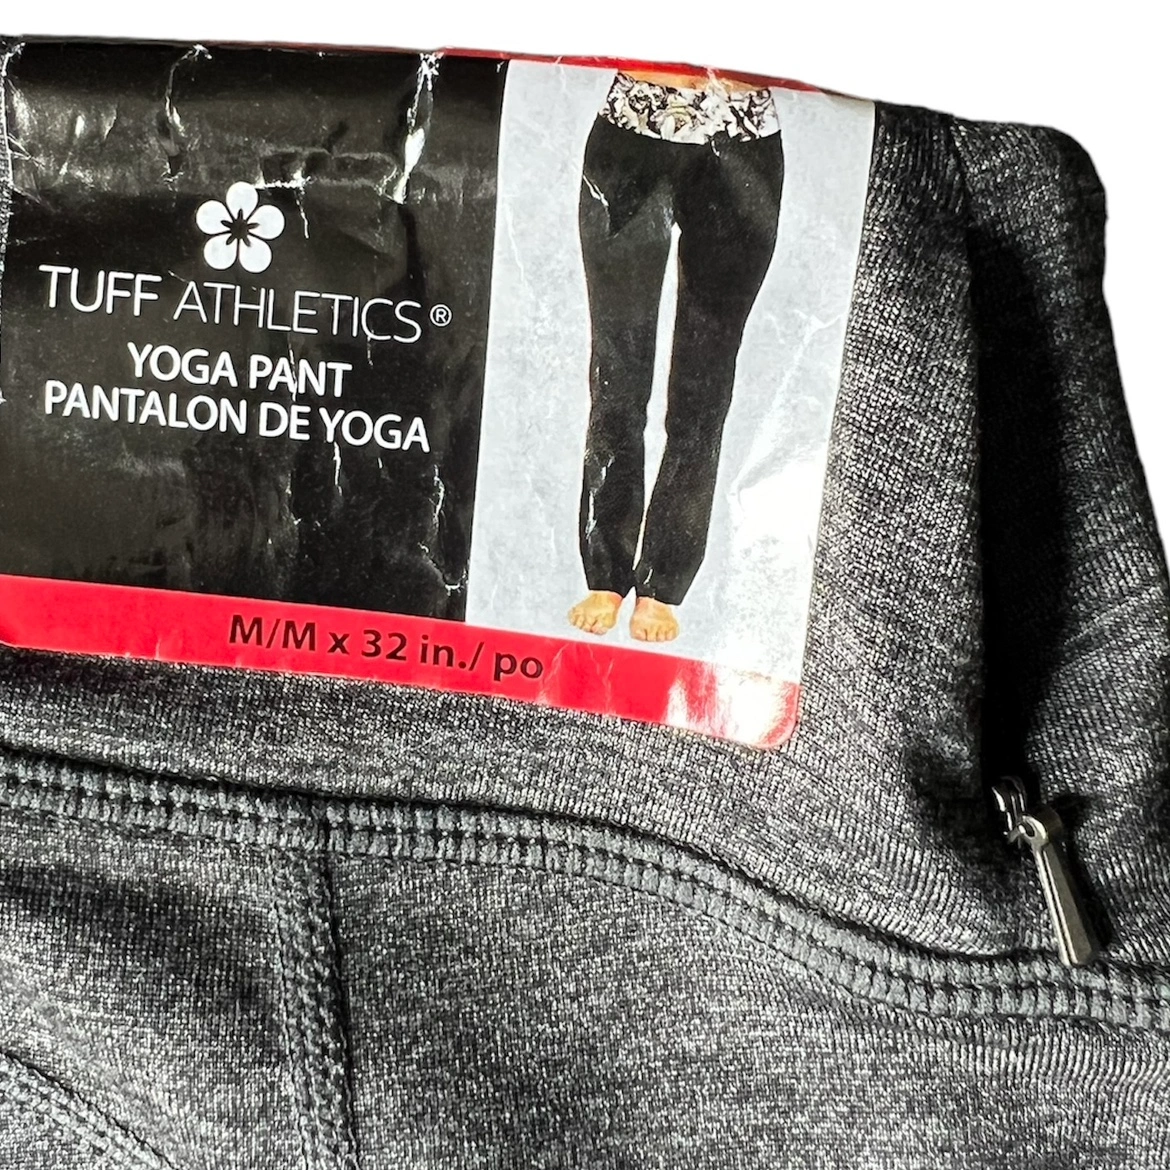 TUFF ATHLETICS®
YOGA PANT
PANTALON DE YOGA
M/M x 32 in./ po